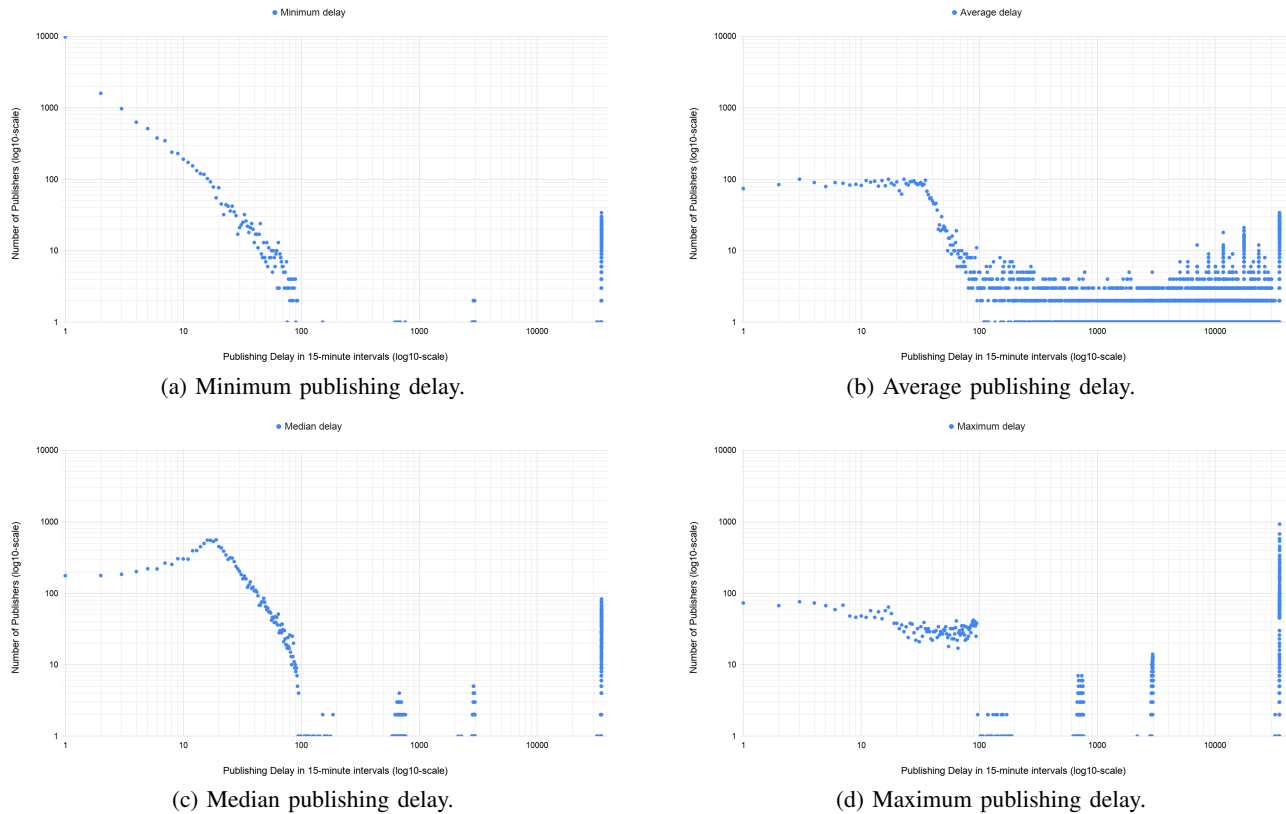 Minimum delay
10000
1000
100
10
1
Number of Publishers (log10-scale)
1 10 100 1000 10000
Publishing Delay in 15-minute intervals (log10-scale)
(a) Minimum publishing delay.
Average delay
10000
1000
100
10
1
Number of Publishers (log10-scale)
1 10 100 1000 10000
Publishing Delay in 15-minute intervals (log10-scale)
(b) Average publishing delay.
Median delay
10000
1000
100
10
1
Number of Publishers (log10-scale)
1 10 100 1000 10000
Publishing Delay in 15-minute intervals (log10-scale)
(c) Median publishing delay.
Maximum delay
10000
1000
100
10
1
Number of Publishers (log10-scale)
1 10 100 1000 10000
Publishing Delay in 15-minute intervals (log10-scale)
(d) Maximum publishing delay.